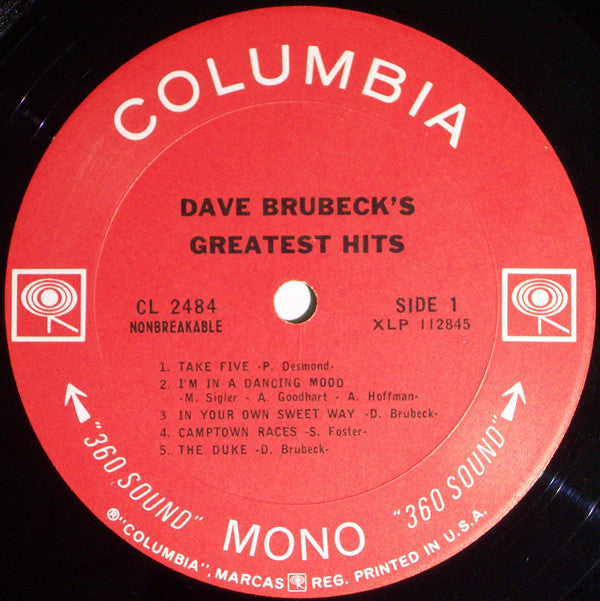 COLUMBIA
DAVE BRUBECK'S
GREATEST HITS
CL 2484
NONBREAKABLE
SIDE 1
XLP 112845
1. TAKE FIVE -P. Desmond-
2. I'M IN A DANCING MOOD
-M. Sigler - A. Goodhart - A. Hoffman-
3 IN YOUR OWN SWEET WAY -D. Brubeck-
4. CAMPTOWN RACES -S. Foster-
5. THE DUKE -D. Brubeck-
"360 SOUND"
MONO
"360 SOUND"
®"COLUMBIA", MARCAS REG. PRINTED IN U.S.A.